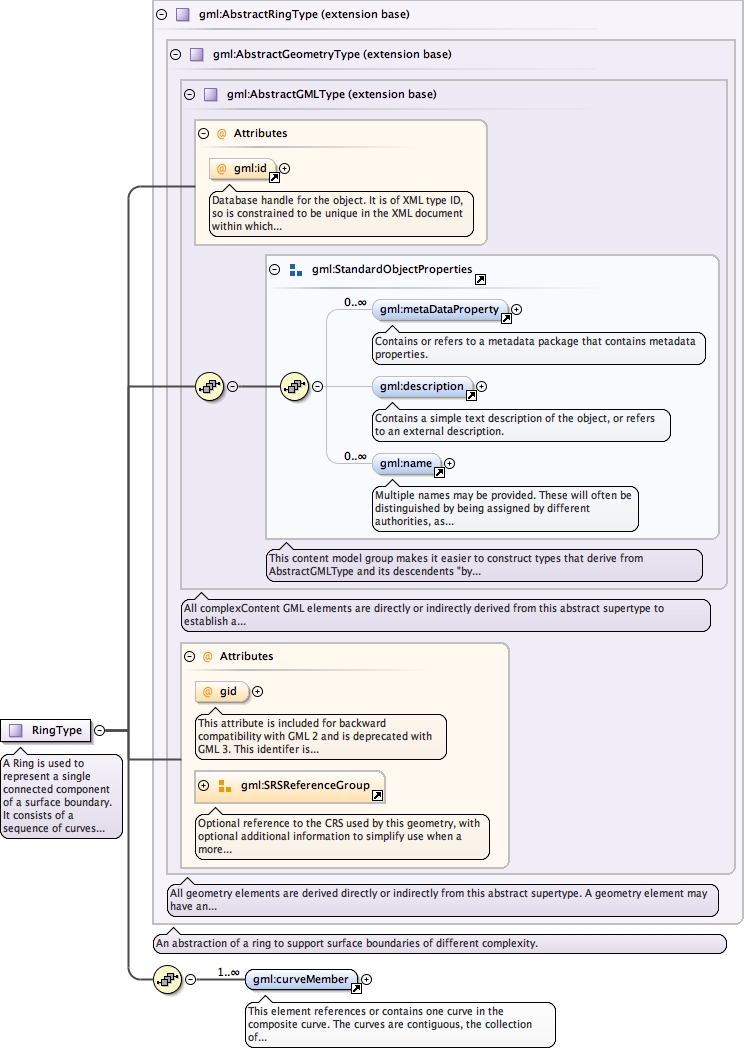 gml:AbstractRingType (extension base)
gml:AbstractGeometryType (extension base)
gml:AbstractGMLType (extension base)
@ Attributes
@ gml:id
Database handle for the object. It is of XML type ID,
so is constrained to be unique in the XML document
within which...
gml:StandardObjectProperties
0..∞
gml:metaDataProperty
Contains or refers to a metadata package that contains metadata
properties.
gml:description
Contains a simple text description of the object, or refers
to an external description.
0..∞
gml:name
Multiple names may be provided. These will often be
distinguished by being assigned by different
authorities, as...
This content model group makes it easier to construct types that derive from
AbstractGMLType and its descendents "by...
All complexContent GML elements are directly or indirectly derived from this abstract supertype to
establish a...
@ Attributes
@ gid
This attribute is included for backward
compatibility with GML 2 and is deprecated with
GML 3. This identifer is...
gml:SRSReferenceGroup
Optional reference to the CRS used by this geometry, with
optional additional information to simplify use when a
more...
All geometry elements are derived directly or indirectly from this abstract supertype. A geometry element may
have an...
An abstraction of a ring to support surface boundaries of different complexity.
RingType
A Ring is used to
represent a single
connected component
of a surface boundary.
It consists of a
sequence of curves...
1..∞
gml:curveMember
This element references or contains one curve in the
composite curve. The curves are contiguous, the collection
of...